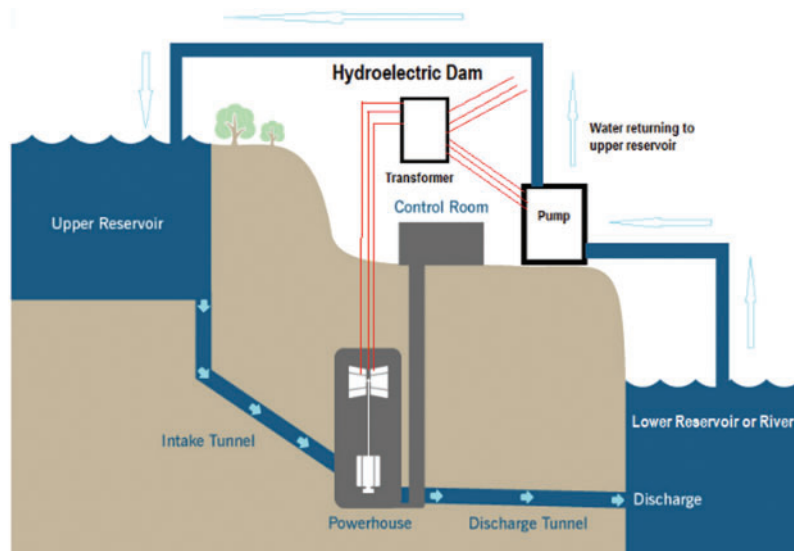 Hydroelectric Dam
Water returning to
upper reservoir
Transformer
Control Room
Pump
Upper Reservoir
Intake Tunnel
Lower Reservoir or River
Discharge
Powerhouse
Discharge Tunnel